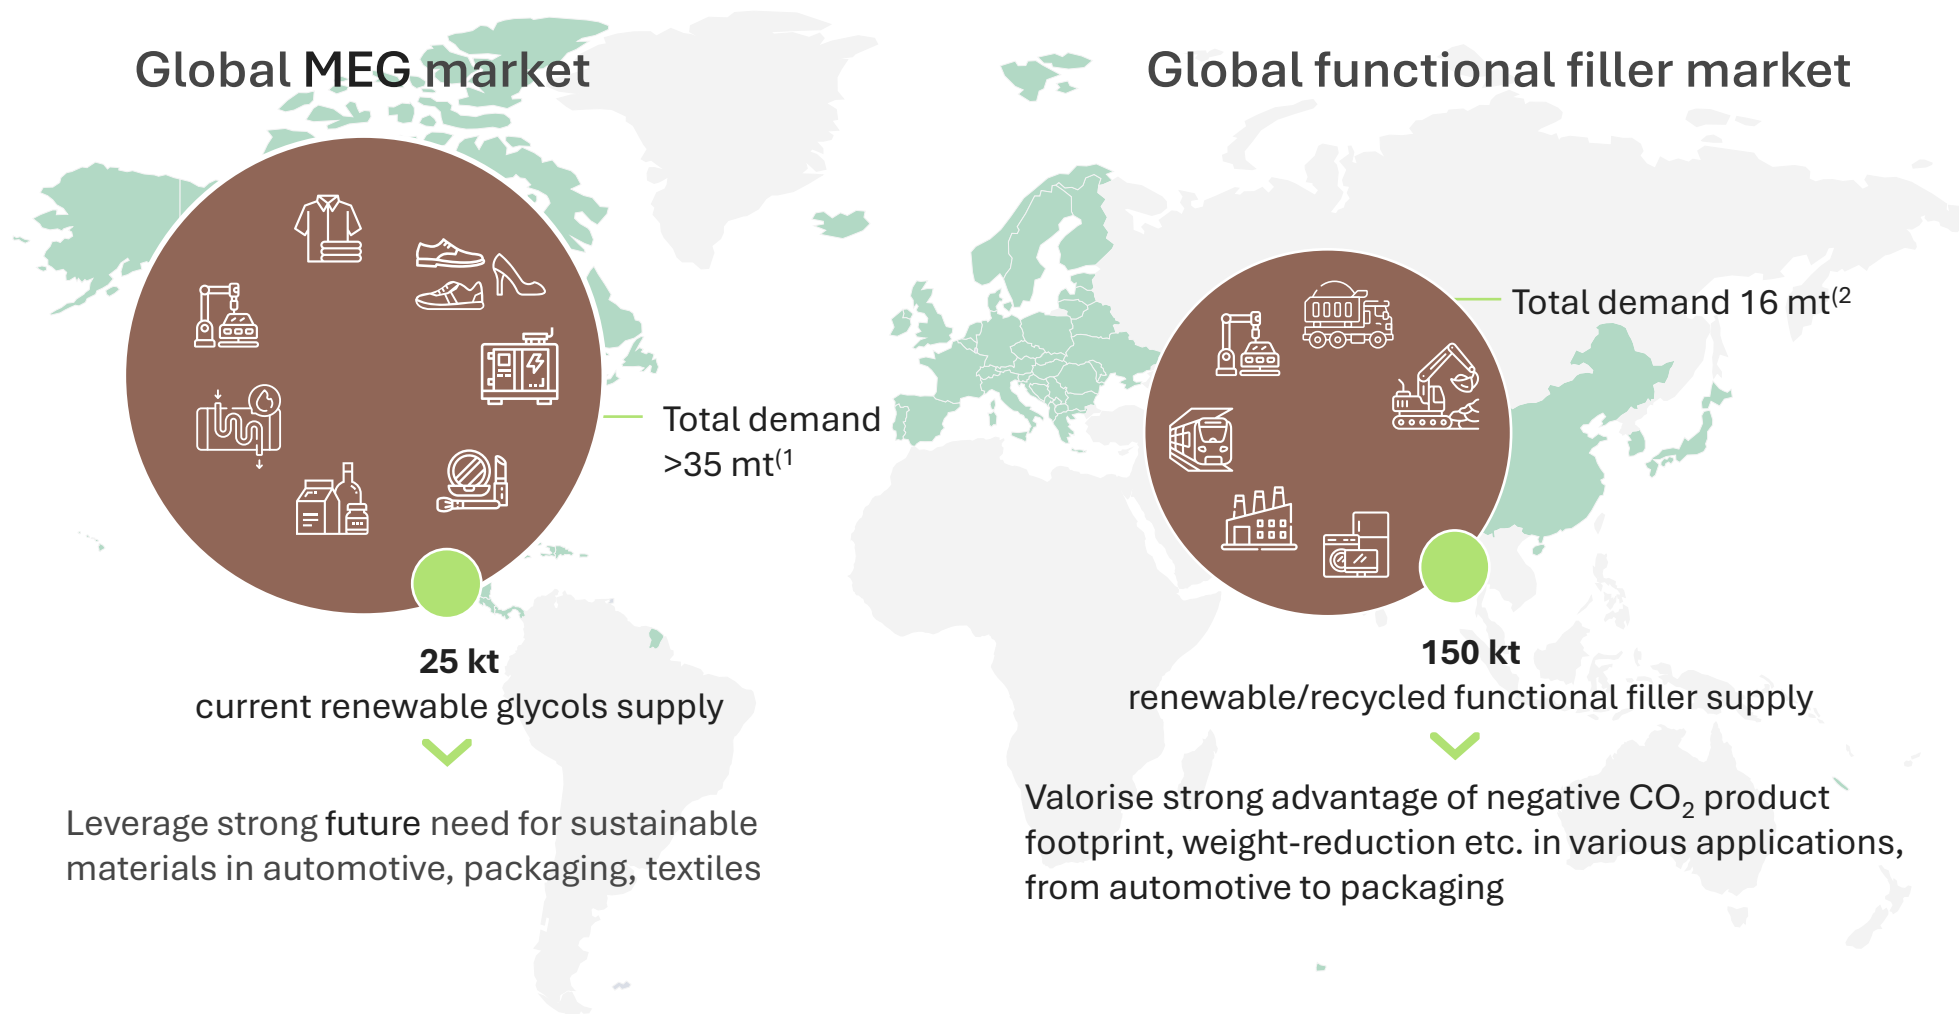 Global MEG market
Total demand
>35 mt(1
25 kt
current renewable glycols supply
Leverage strong future need for sustainable
materials in automotive, packaging, textiles
Global functional filler market
Total demand 16 mt(2
150 kt
renewable/recycled functional filler supply
Valorise strong advantage of negative CO2 product
footprint, weight-reduction etc. in various applications,
from automotive to packaging